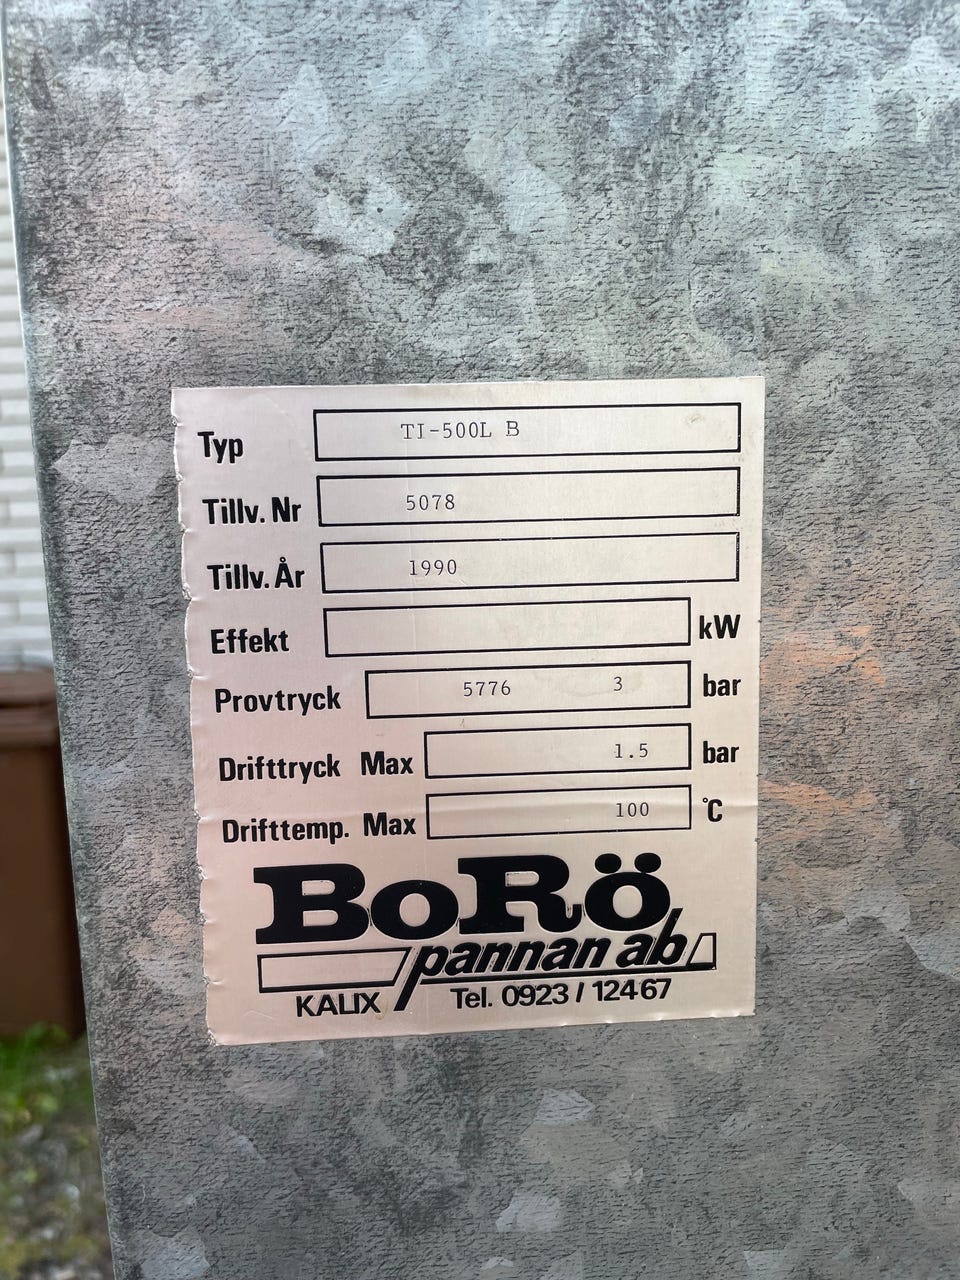 Typ TI-500L B
Tillv. Nr 5078
Tillv. År 1990
Effekt kW
Provtryck 5776 3 bar
Drifttryck Max 1.5 bar
Drifttemp. Max 100 °C
BoRö
pannan ab
KALIX Tel. 0923 / 124 67